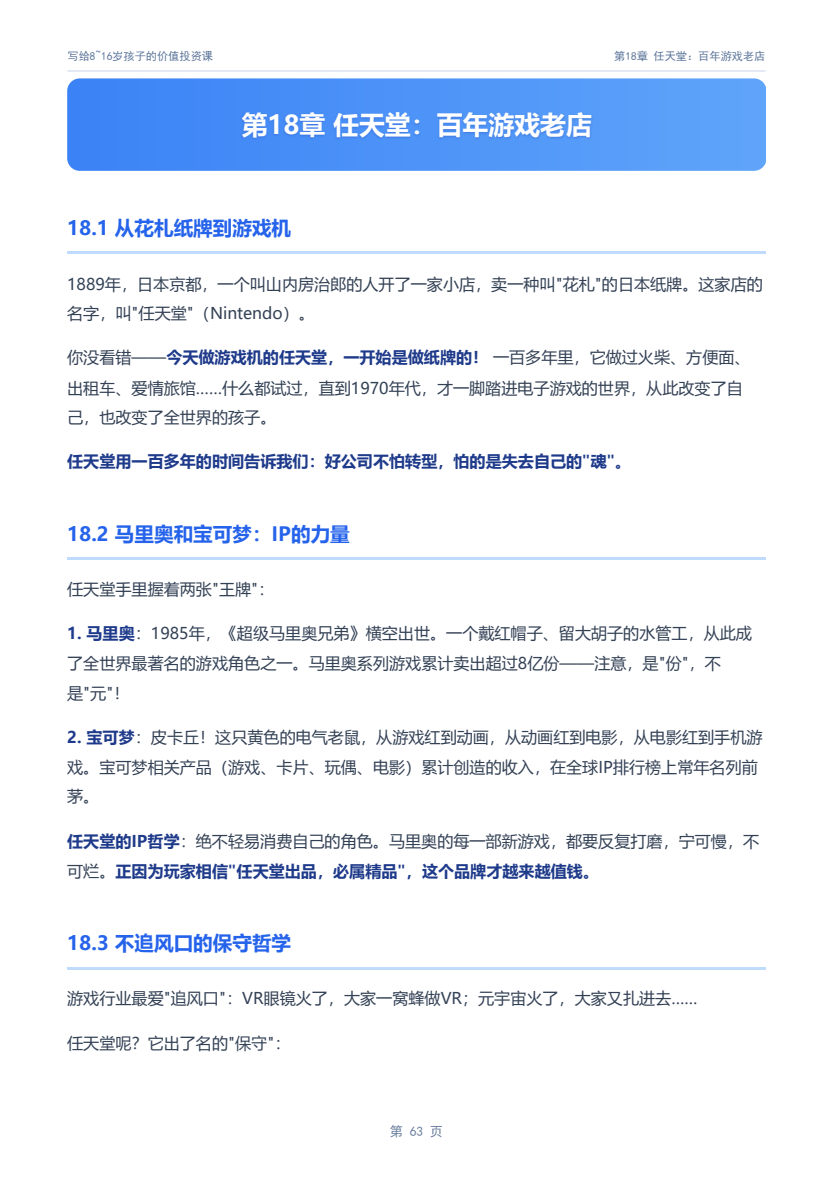 写给8~16岁孩子的价值投资课
第18章 任天堂：百年游戏老店
第18章 任天堂：百年游戏老店
18.1 从花札纸牌到游戏机
1889年，日本京都，一个叫山内房治郎的人开了一家小店，卖一种叫"花札"的日本纸牌。这家店的
名字，叫"任天堂"（Nintendo）。
你没看错——今天做游戏机的任天堂，一开始是做纸牌的！ 一百多年里，它做过火柴、方便面、
出租车、爱情旅馆……什么都试过，直到1970年代，才一脚踏进电子游戏的世界，从此改变了自
己，也改变了全世界的孩子。
任天堂用一百多年的时间告诉我们：好公司不怕转型，怕的是失去自己的"魂"。
18.2 马里奥和宝可梦：IP的力量
任天堂手里握着两张"王牌"：
1. 马里奥：1985年，《超级马里奥兄弟》横空出世。一个戴红帽子、留大胡子的水管工，从此成
了全世界最著名的游戏角色之一。马里奥系列游戏累计卖出超过8亿份——注意，是"份"，不
是"元"！
2. 宝可梦：皮卡丘！这只黄色的电气老鼠，从游戏红到动画，从动画红到电影，从电影红到手机游
戏。宝可梦相关产品（游戏、卡片、玩偶、电影）累计创造的收入，在全球IP排行榜上常年名列前
茅。
任天堂的IP哲学：绝不轻易消费自己的角色。马里奥的每一部新游戏，都要反复打磨，宁可慢，不
可烂。正因为玩家相信"任天堂出品，必属精品"，这个品牌才越来越值钱。
18.3 不追风口的保守哲学
游戏行业最爱"追风口"：VR眼镜火了，大家一窝蜂做VR；元宇宙火了，大家又扎进去……
任天堂呢？它出了名的"保守"：
第 63 页